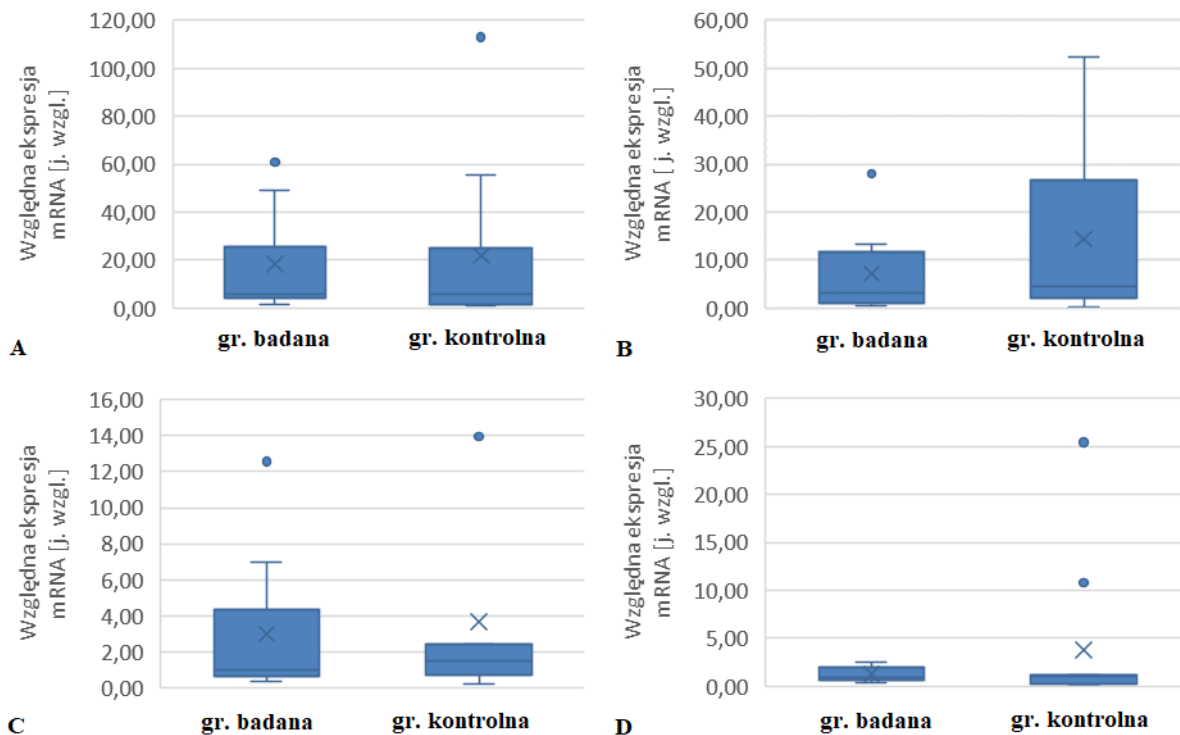 120,00
100,00
80,00
60,00
40,00
20,00
0,00
Względna ekspresja
mRNA [j. wzgl.]
gr. badana
gr. kontrolna
A
60,00
50,00
40,00
30,00
20,00
10,00
0,00
Względna ekspresja
mRNA [ j. wzgl.]
gr. badana
gr. kontrolna
B
16,00
14,00
12,00
10,00
8,00
6,00
4,00
2,00
0,00
Względna ekspresja
mRNA [j. wzgl.]
gr. badana
gr. kontrolna
C
30,00
25,00
20,00
15,00
10,00
5,00
0,00
Względna ekspresja
mRNA [j. wzgl.]
gr. badana
gr. kontrolna
D